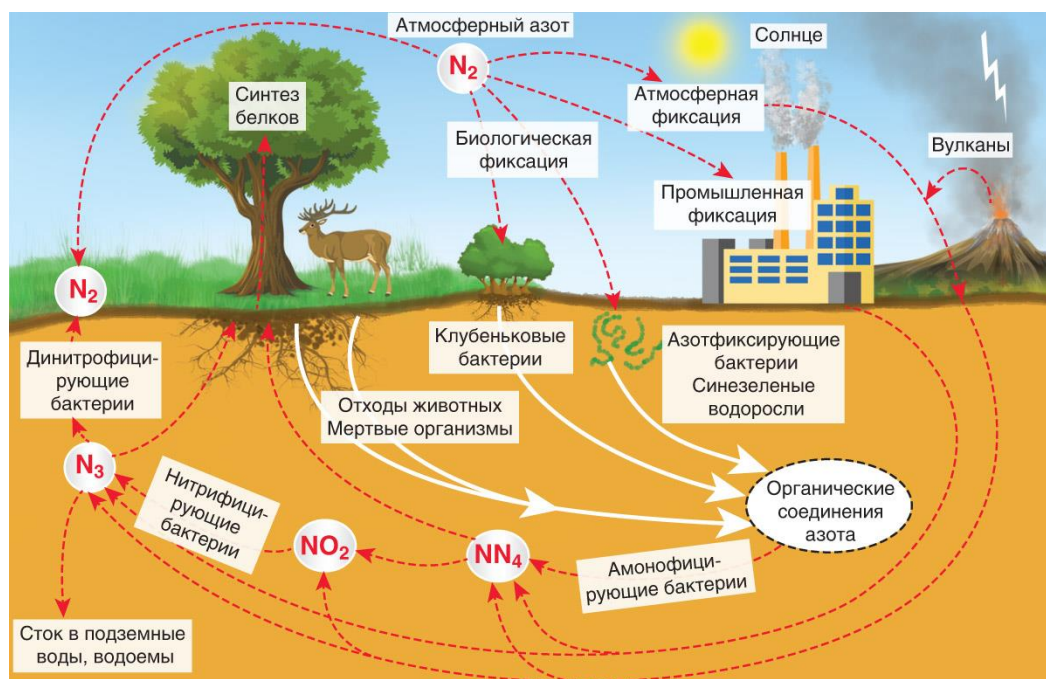 Атмосферный азот
N₂
Солнце
Синтез
белков
Атмосферная
фиксация
Биологическая
фиксация
Вулканы
Промышленная
фиксация
N₂
Клубеньковые
бактерии
Азотфиксирующие
бактерии
Синезеленые
водоросли
Динитрофици-
рующие
бактерии
Отходы животных
Мертвые организмы
N₃
Нитрифици-
рующие
бактерии
Органические
соединения
азота
NO₂
NN₄
Амонофици-
рующие бактерии
Сток в подземные
воды, водоемы